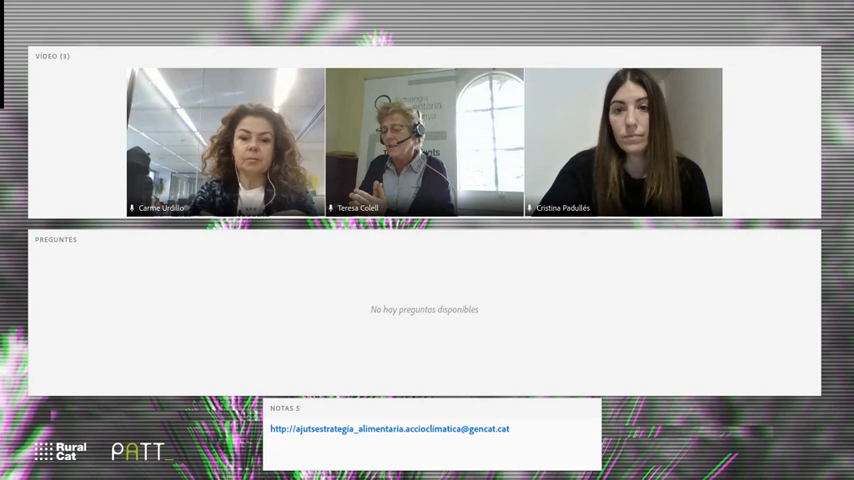 VÍDEO (3)
Carme Urdillo
Teresa Colell
Cristina Padullés
PREGUNTES
No hay preguntas disponibles
NOTAS 5
http://ajutsestrategia_alimentaria.accioclimatica@gencat.cat
Rural
Cat
PATT_